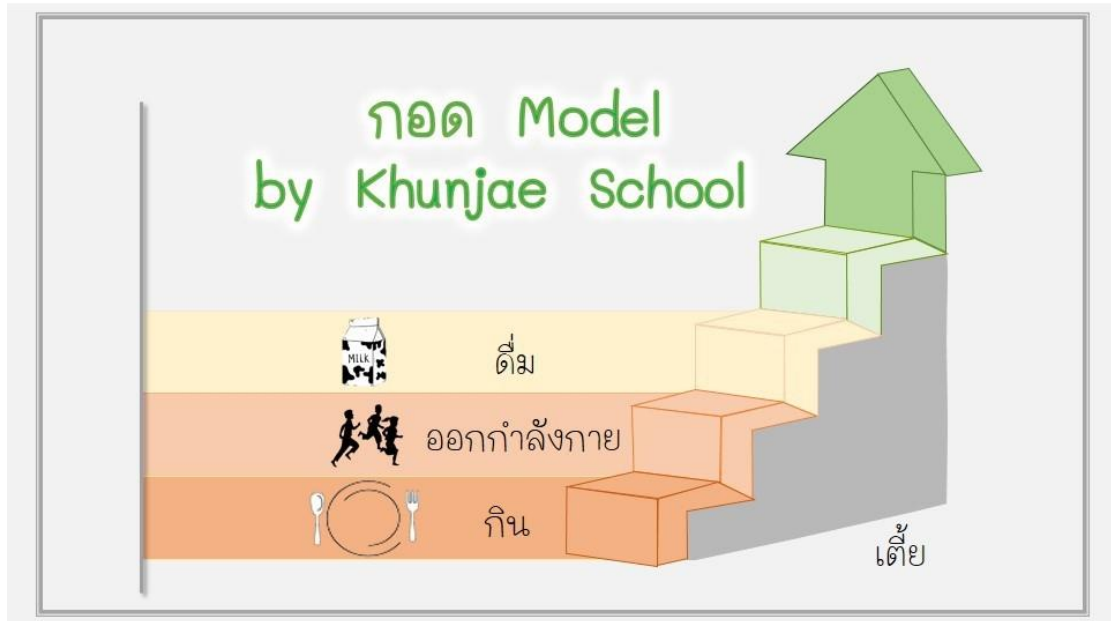 กอด Model
by Khunjae School
MILK
ดื่ม
ออกกำลังกาย
กิน
เตี้ย